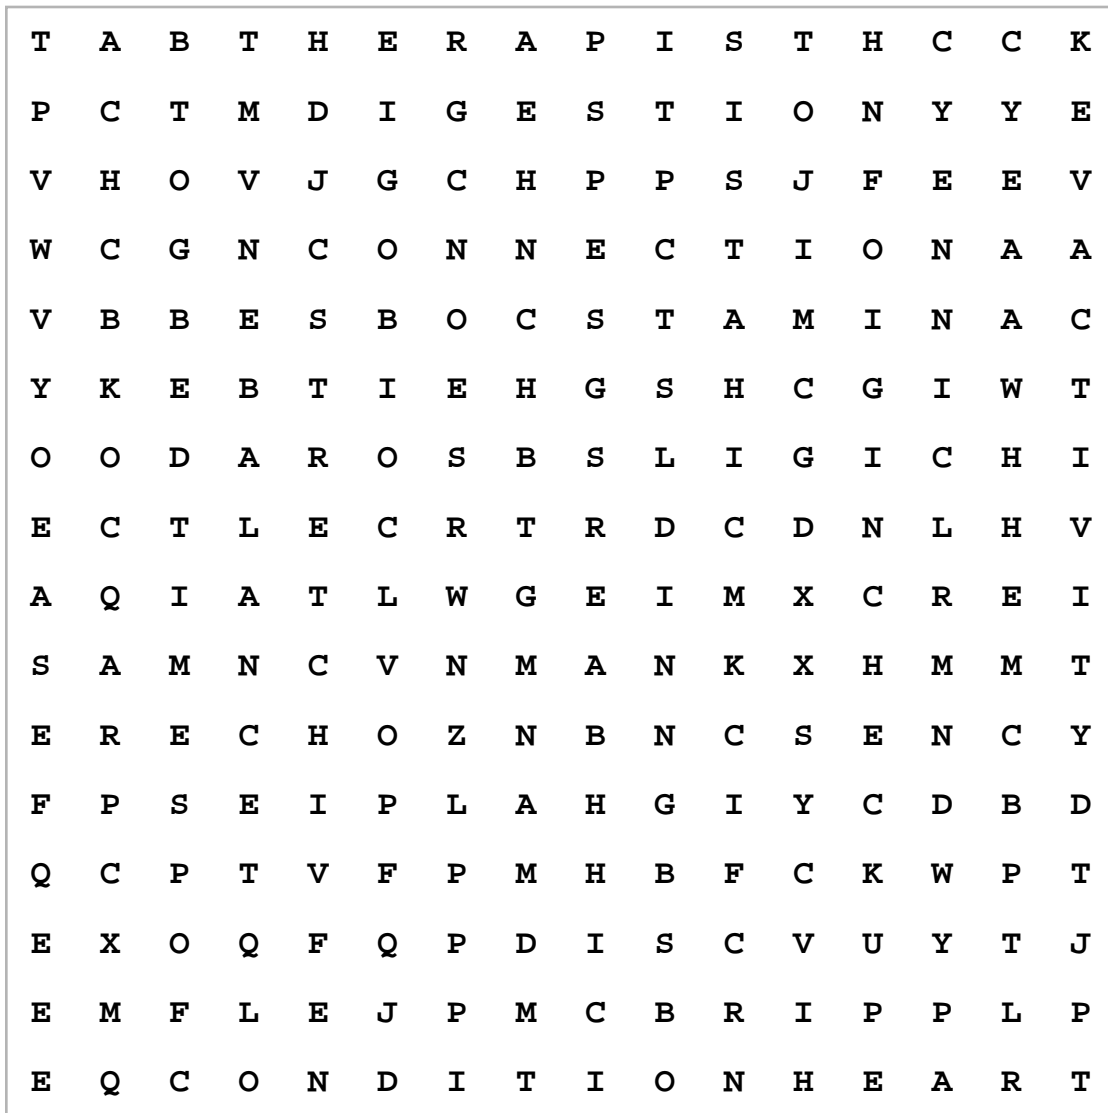 T A B T H E R A P I S T H C C K
P C T M D I G E S T I O N Y Y E
V H O V J G C H P P S J F E E V
W C G N C O N N E C T I O N A A
V B B E S B O C S T A M I N A C
Y K E B T I E H G S H C G I W T
O O D A R O S B S L I G I C H I
E C T L E C R T R D C D N L H V
A Q I A T L W G E I M X C R E I
S A M N C V N M A N K X H M M T
E R E C H O Z N B N C S E N C Y
F P S E I P L A H G I Y C D B D
Q C P T V F P M H B F C K W P T
E X O Q F Q P D I S C V U Y T J
E M F L E J P M C B R I P P L P
E Q C O N D I T I O N H E A R T